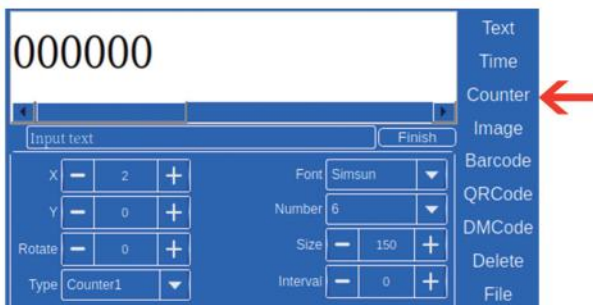 000000
Input text
Finish
X
2
Y
0
Rotate
0
Type
Counter1
Font
Simsun
Number
6
Size
150
Interval
0
Text
Time
Counter
Image
Barcode
QRCode
DMCode
Delete
File